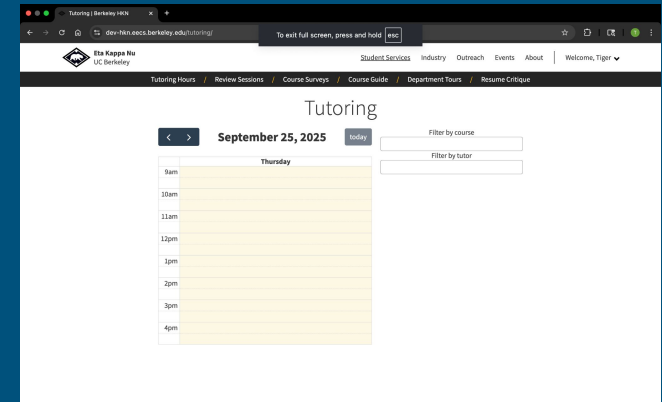 Tutoring | Berkeley HKN
dev-hkn.eecs.berkeley.edu/tutoring/
To exit full screen, press and hold esc
Eta Kappa Nu
UC Berkeley
Student Services Industry Outreach Events About Welcome, Tiger
Tutoring Hours / Review Sessions / Course Surveys / Course Guide / Department Tours / Resume Critique
Tutoring
September 25, 2025 today
Filter by course
Filter by tutor
Thursday
9am
10am
11am
12pm
1pm
2pm
3pm
4pm